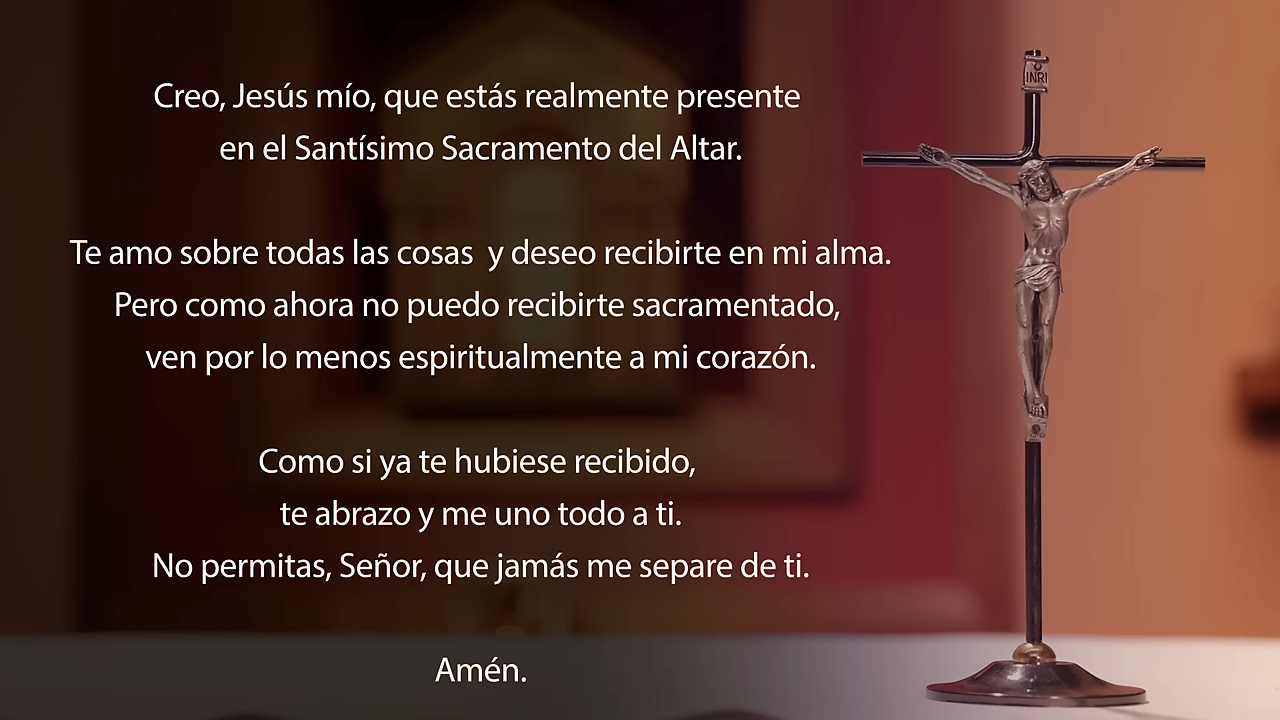 Creo, Jesús mío, que estás realmente presente
en el Santísimo Sacramento del Altar.
Te amo sobre todas las cosas  y deseo recibirte en mi alma.
Pero como ahora no puedo recibirte sacramentado,
ven por lo menos espiritualmente a mi corazón.
Como si ya te hubiese recibido,
te abrazo y me uno todo a ti.
No permitas, Señor, que jamás me separe de ti.
Amén.
INRI